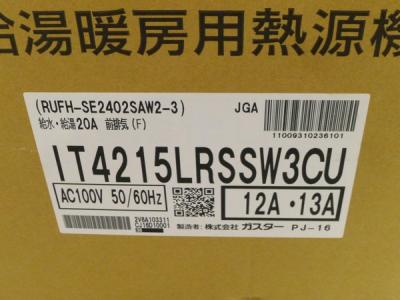 給湯暖房用熱源機
(RUFH-SE2402SAW2-3)
JGA
給水・給湯20A 前排気(F)
11009310236101
IT4215LRSSW3CU
AC100V 50/60Hz
12A・13A
2V8A103311
CJ16D10001
製造者：株式会社 ガスター PJ-16